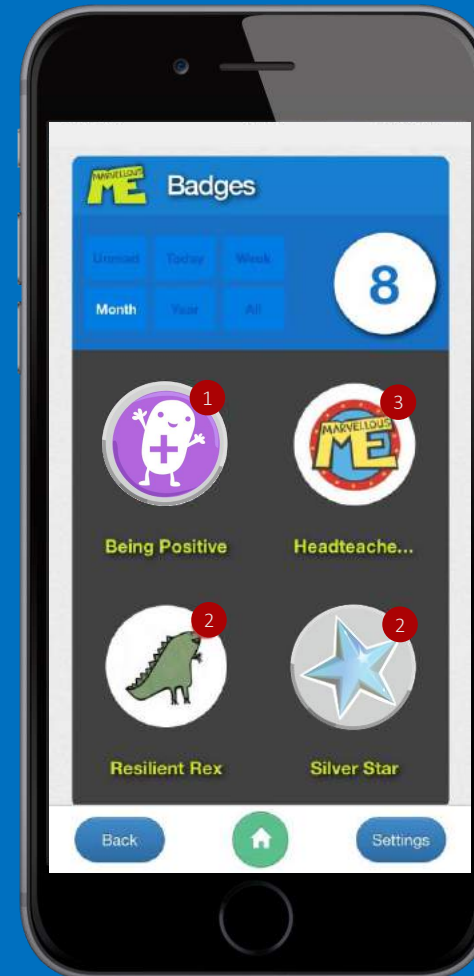 MARVELLOUS
ME
Badges
Unread Today Week
Month Year All
8
1
3
MARVELLOUS
ME
Being Positive
Headteache...
2
2
Resilient Rex
Silver Star
Back
Settings